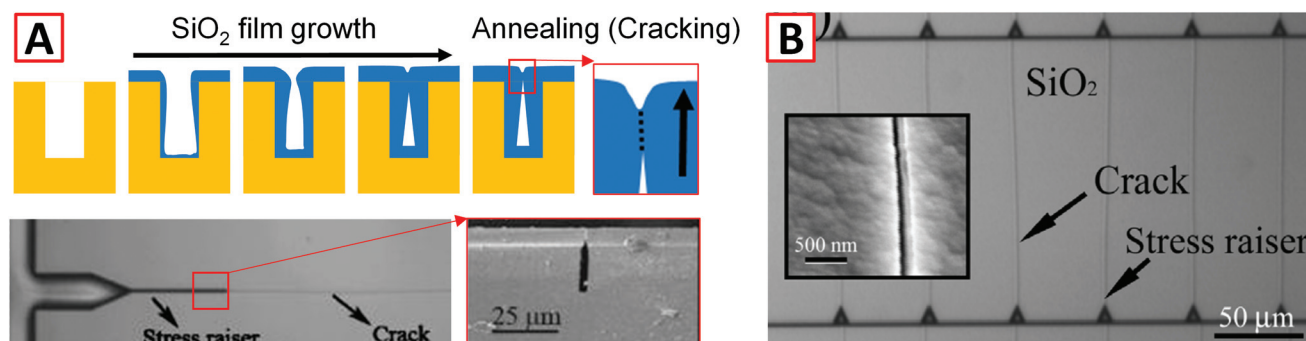 A
SiO₂ film growth
Annealing (Cracking)
Stress raiser
Crack
25 μm
B
SiO₂
Crack
Stress raiser
500 nm
50 μm